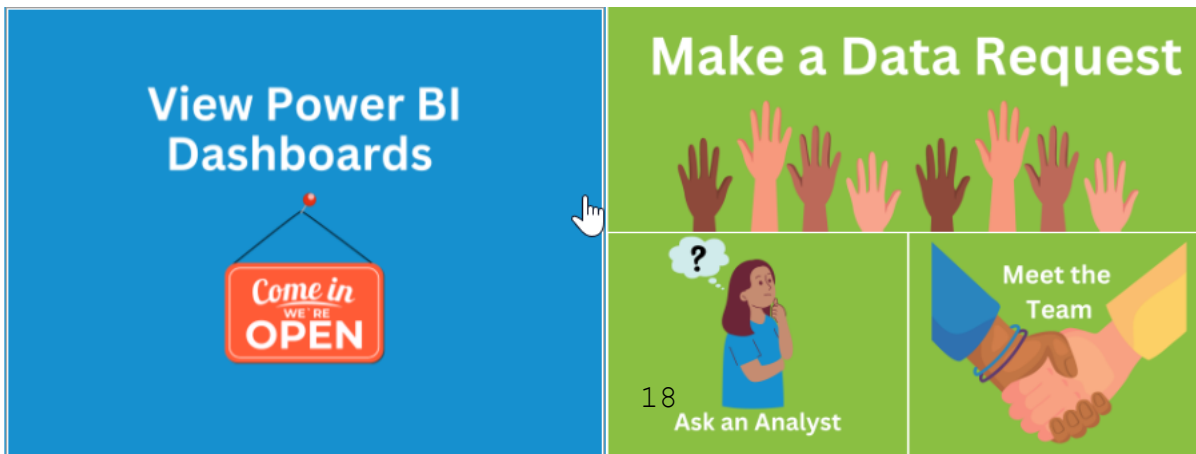 View Power BI
Dashboards
Come in
WE'RE
OPEN
Make a Data Request
?
18
Ask an Analyst
Meet the
Team